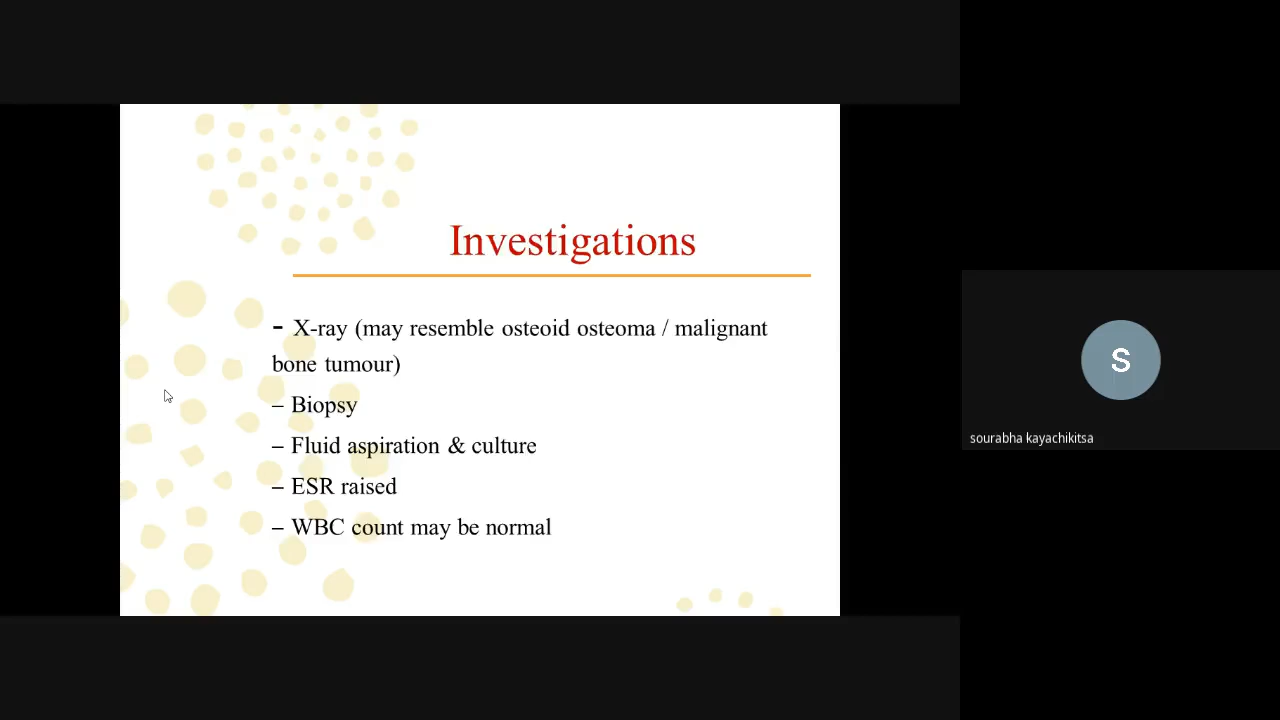 Investigations
- X-ray (may resemble osteoid osteoma / malignant
bone tumour)
– Biopsy
– Fluid aspiration & culture
– ESR raised
– WBC count may be normal
S
sourabha kayachikitsa